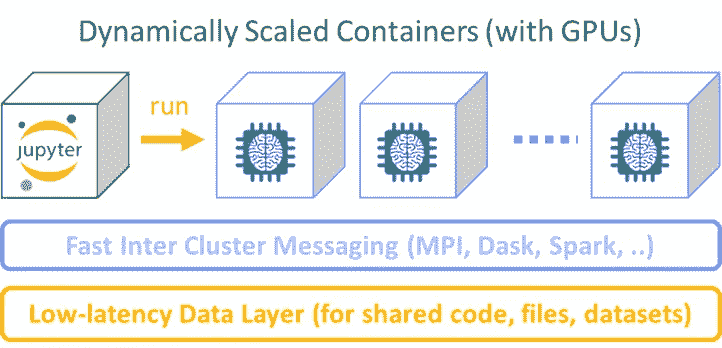 Dynamically Scaled Containers (with GPUs)
run
jupyter
Fast Inter Cluster Messaging (MPI, Dask, Spark, ..)
Low-latency Data Layer (for shared code, files, datasets)